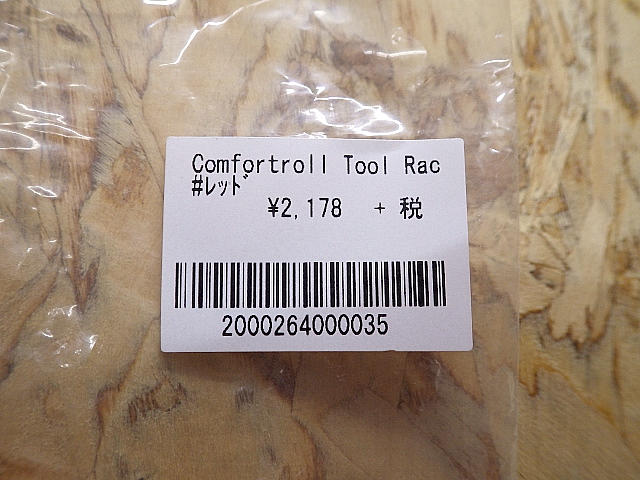 Comfortroll Tool Rac
#ﾚｯﾄﾞ
¥2,178 + 税
2000264000035